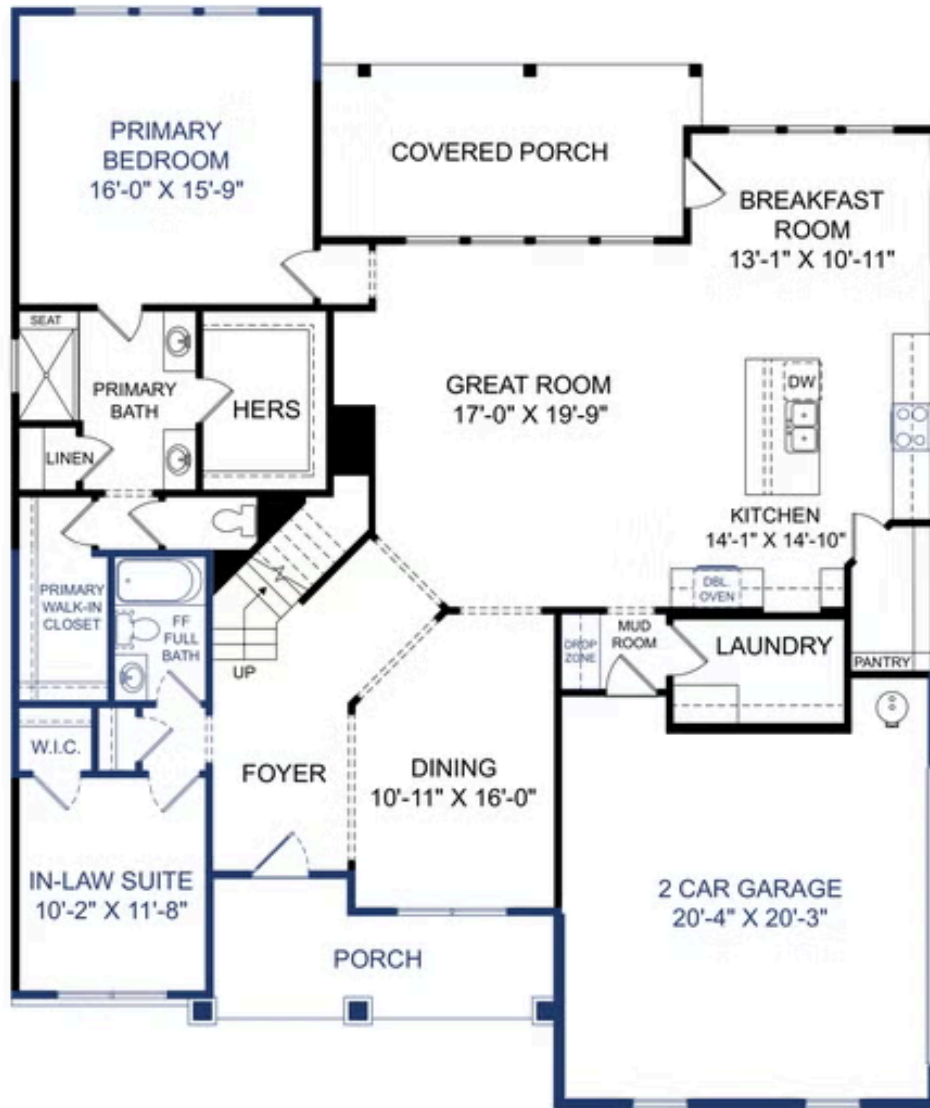 PRIMARY
BEDROOM
16'-0" X 15'-9"
COVERED PORCH
BREAKFAST
ROOM
13'-1" X 10'-11"
SEAT
PRIMARY
BATH
HERS
GREAT ROOM
17'-0" X 19'-9"
DW
LINEN
KITCHEN
14'-1" X 14'-10"
DBL.
OVEN
PRIMARY
WALK-IN
CLOSET
FF
FULL
BATH
UP
DROP
ZONE
MUD
ROOM
LAUNDRY
PANTRY
W.I.C.
FOYER
DINING
10'-11" X 16'-0"
IN-LAW SUITE
10'-2" X 11'-8"
2 CAR GARAGE
20'-4" X 20'-3"
PORCH